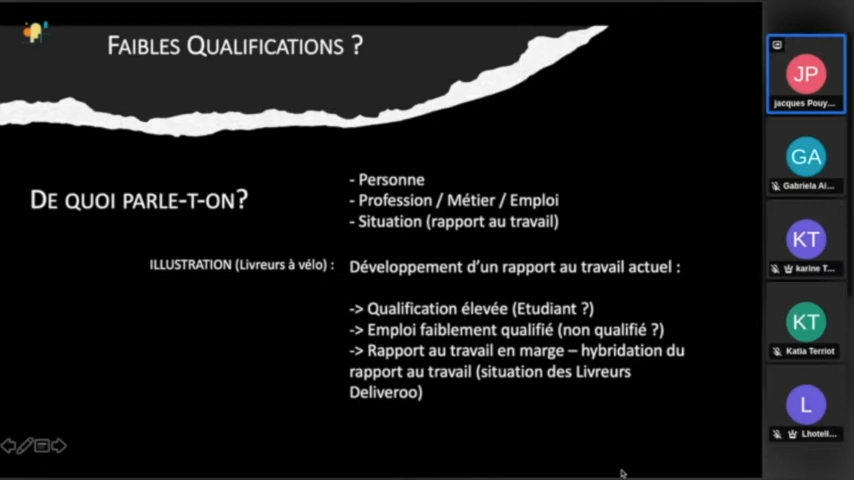 FAIBLES QUALIFICATIONS ?
DE QUOI PARLE-T-ON?
- Personne
- Profession / Métier / Emploi
- Situation (rapport au travail)
ILLUSTRATION (Livreurs à vélo) :
Développement d'un rapport au travail actuel :
-> Qualification élevée (Etudiant ?)
-> Emploi faiblement qualifié (non qualifié ?)
-> Rapport au travail en marge – hybridation du
rapport au travail (situation des Livreurs
Deliveroo)
JP
jacques Pouy...
GA
Gabriela Ai...
KT
karine T...
KT
Katia Terriot
L
Lhotell...